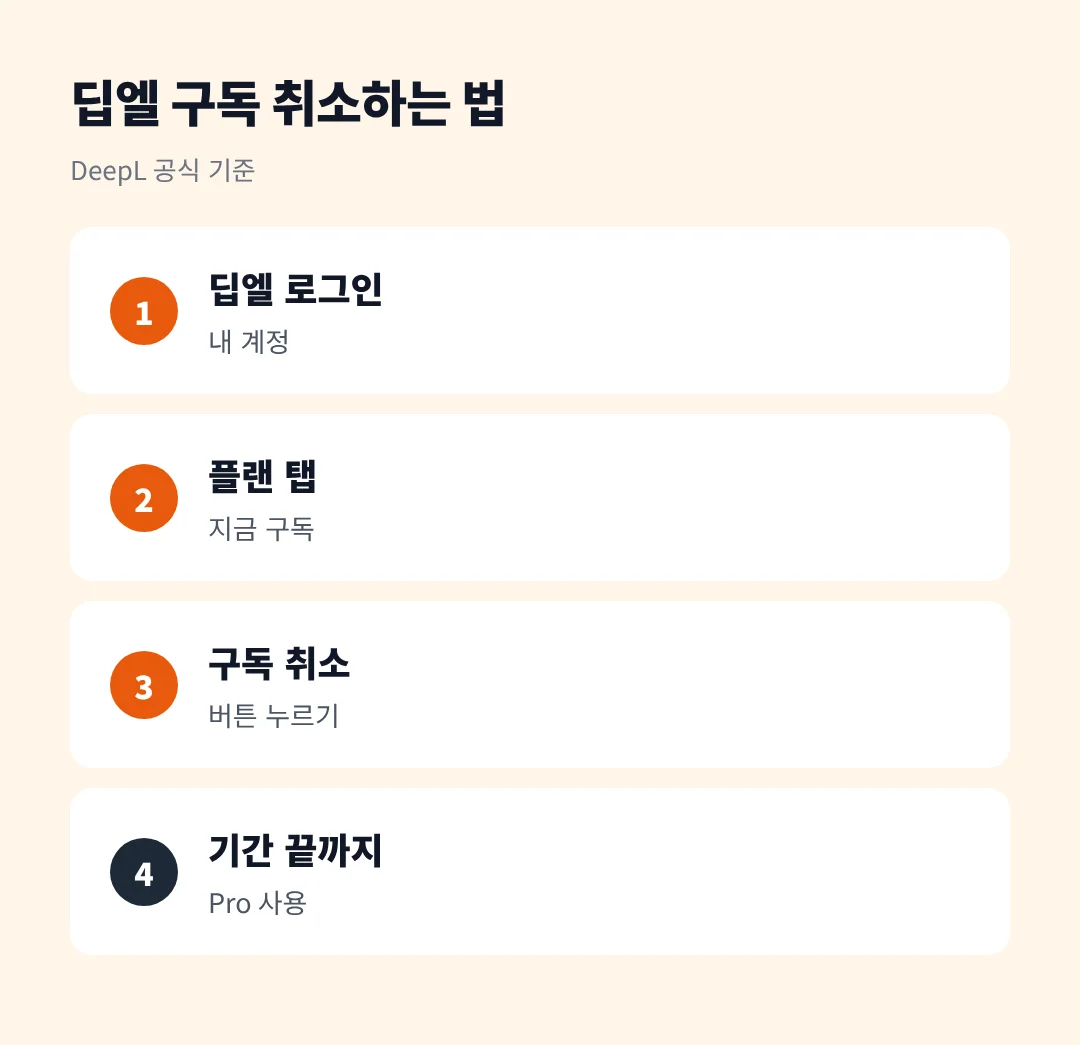 딥엘 구독 취소하는 법
DeepL 공식 기준
1
딥엘 로그인
내 계정
2
플랜 탭
지금 구독
3
구독 취소
버튼 누르기
4
기간 끝까지
Pro 사용